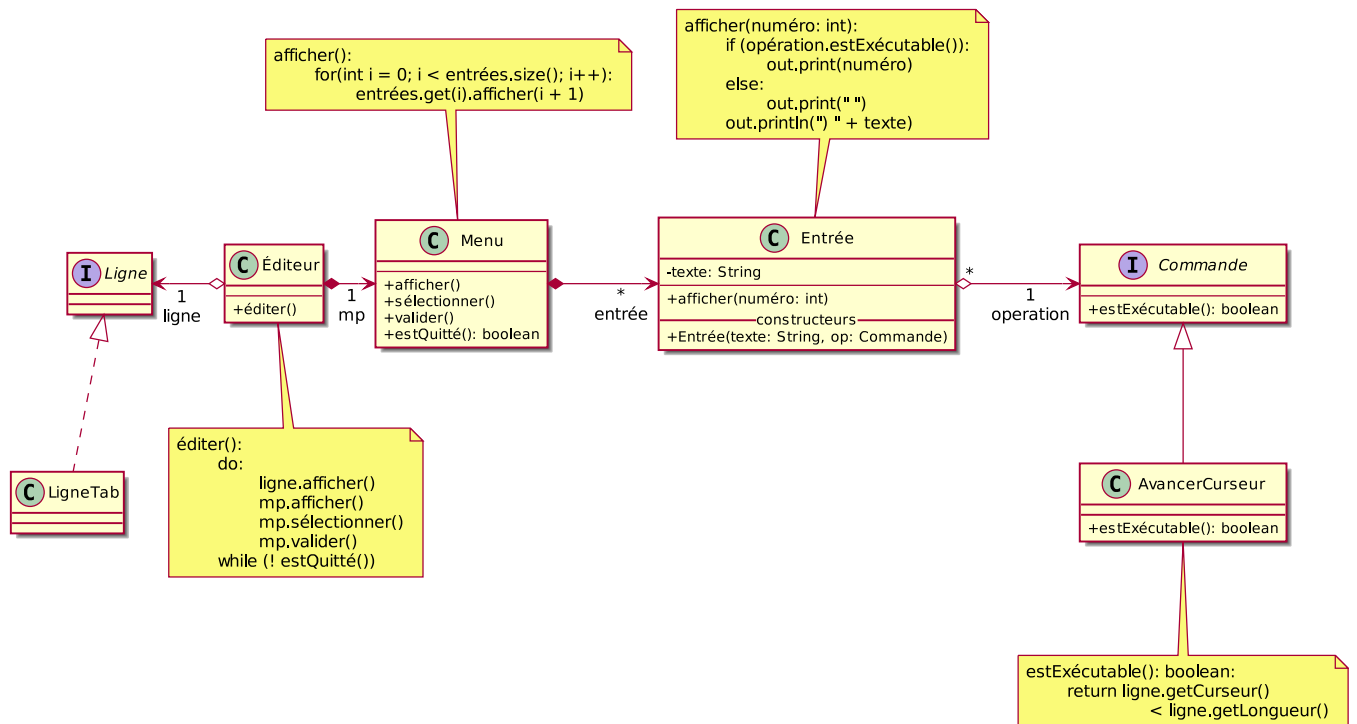 afficher():
for(int i = 0; i < entrées.size(); i++):
entrées.get(i).afficher(i + 1)
afficher(numéro: int):
if (opération.estExécutable()):
out.print(numéro)
else:
out.print(" ")
out.println(") " + texte)
I Ligne
1
ligne
C Éditeur
+éditer()
1
mp
C Menu
+afficher()
+sélectionner()
+valider()
+estQuitté(): boolean
*
entrée
C Entrée
-texte: String
+afficher(numéro: int)
constructeurs
+Entrée(texte: String, op: Commande)
*
1
operation
I Commande
+estExécutable(): boolean
C LigneTab
éditer():
do:
ligne.afficher()
mp.afficher()
mp.sélectionner()
mp.valider()
while (! estQuitté())
C AvancerCurseur
+estExécutable(): boolean
estExécutable(): boolean:
return ligne.getCurseur()
< ligne.getLongueur()